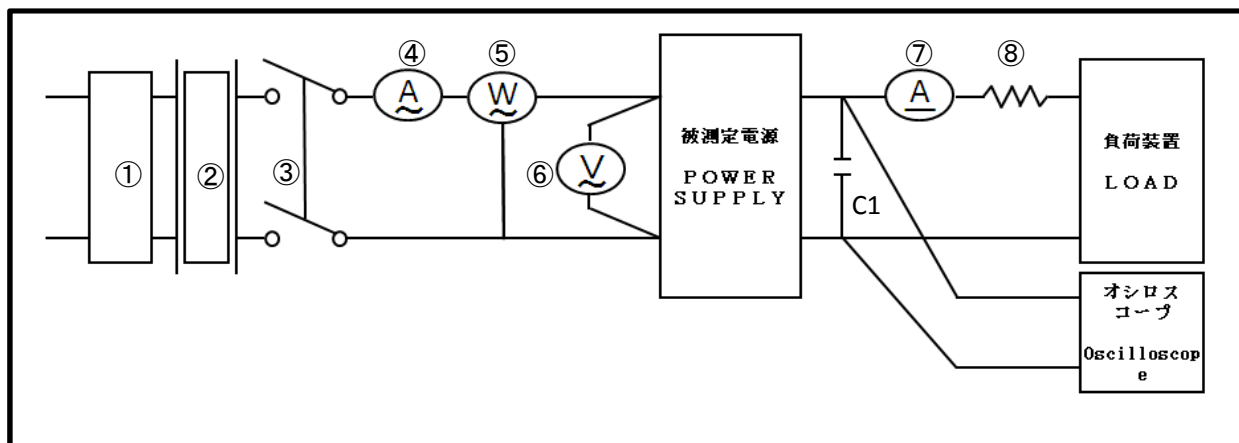 ①
②
③
④
A
~
⑤
W
~
⑥
V
~
被測定電源
POWER
SUPPLY
C1
⑦
A
⑧
負荷装置
LOAD
オシロス
コープ
Oscilloscop
e